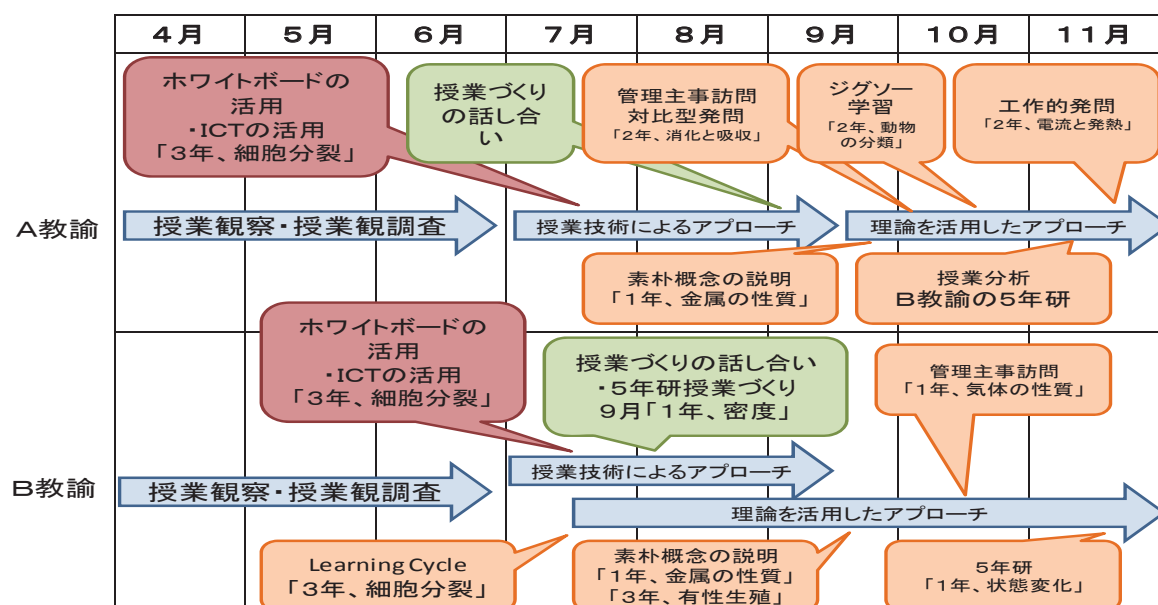 4月 5月 6月 7月 8月 9月 10月 11月
A教諭
ホワイトボードの
活用
・ICTの活用
「3年、細胞分裂」
授業づくり
の話し合
い
管理主事訪問
対比型発問
「2年、消化と吸収」
ジグソー
学習
「2年、動物
の分類」
工作的発問
「2年、電流と発熱」
授業観察・授業観調査
授業技術によるアプローチ
理論を活用したアプローチ
素朴概念の説明
「1年、金属の性質」
授業分析
B教諭の5年研
B教諭
ホワイトボードの
活用
・ICTの活用
「3年、細胞分裂」
授業づくりの話し合い
・5年研授業づくり
9月「1年、密度」
管理主事訪問
「1年、気体の性質」
授業観察・授業観調査
授業技術によるアプローチ
理論を活用したアプローチ
Learning Cycle
「3年、細胞分裂」
素朴概念の説明
「1年、金属の性質」
「3年、有性生殖」
5年研
「1年、状態変化」